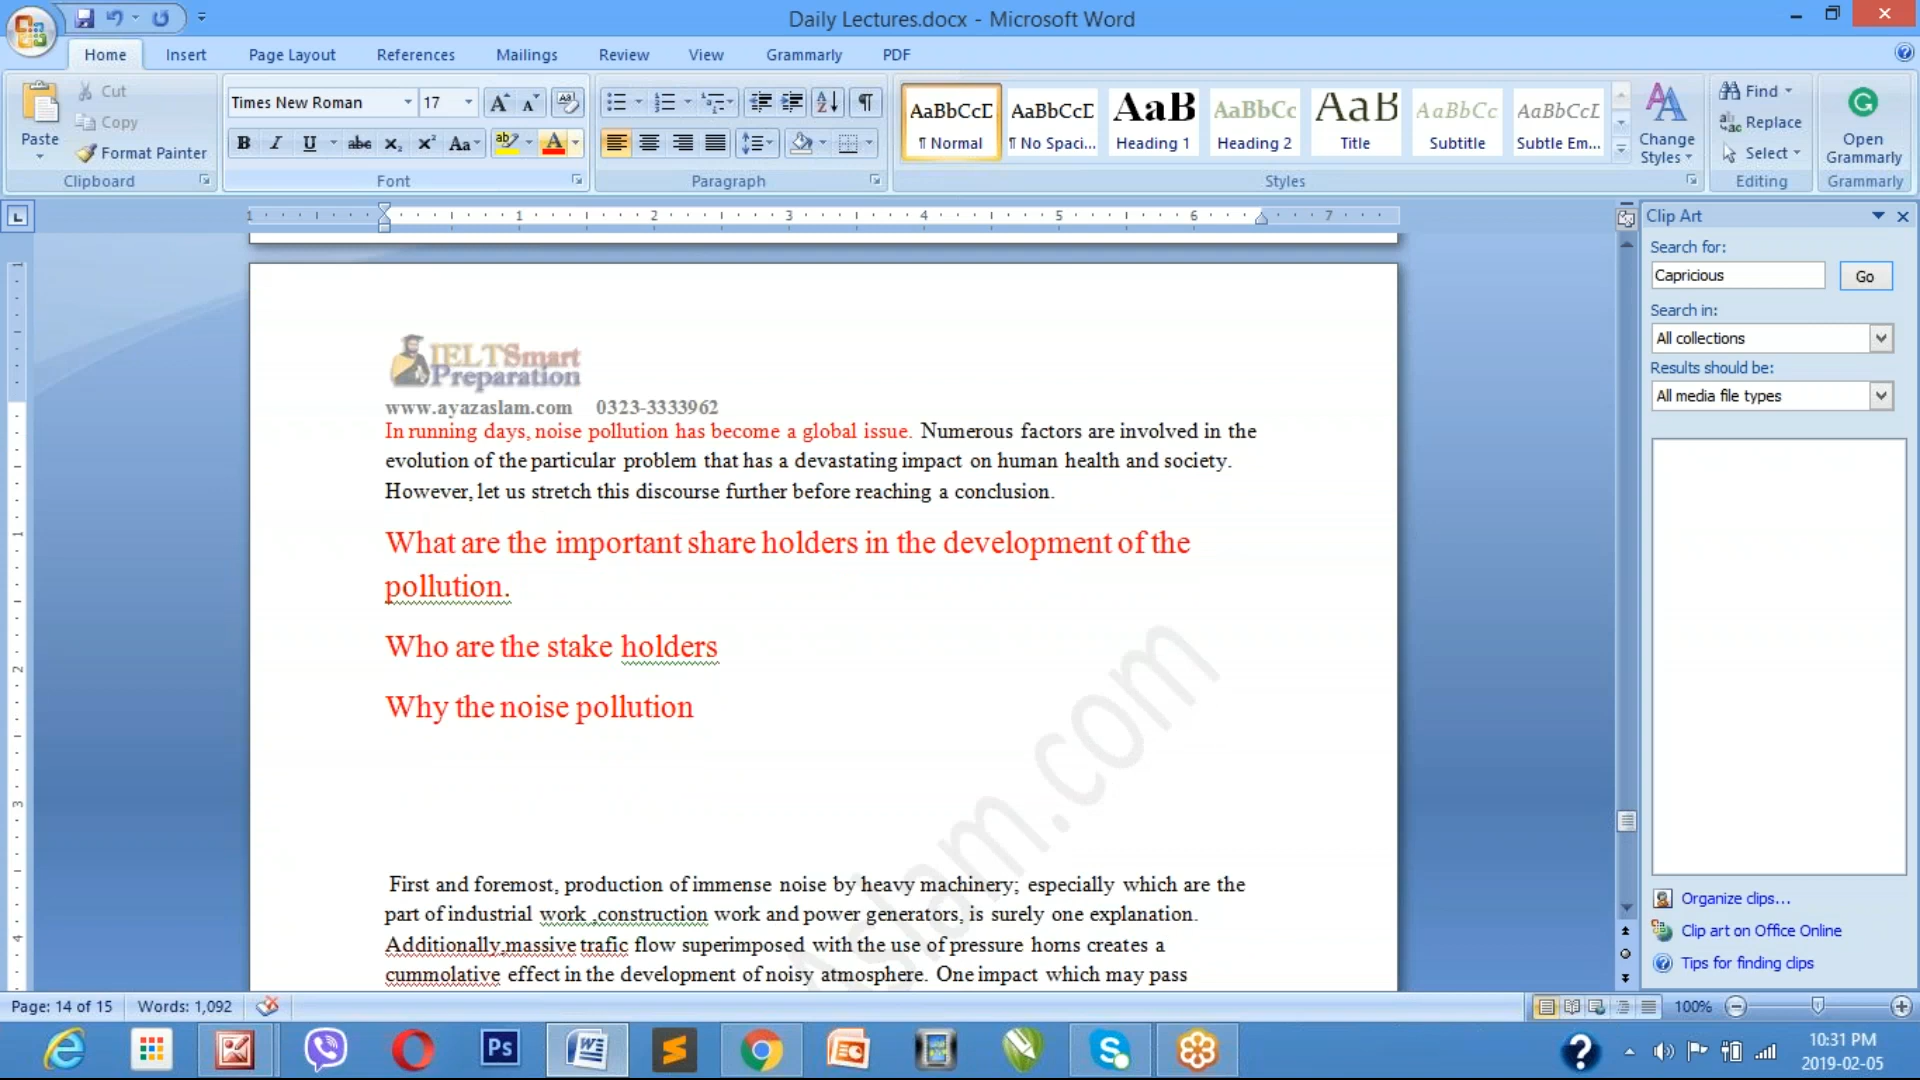 Daily Lectures.docx - Microsoft Word
Home Insert Page Layout References Mailings Review View Grammarly PDF
Paste
Cut
Copy
Format Painter
Clipboard
Times New Roman 17
Font
Paragraph
AaBbCcD AaBbCcD AaB AaBbCc AaB AaBbCc AaBbCcL
¶ Normal ¶ No Spaci... Heading 1 Heading 2 Title Subtitle Subtle Em...
Change Styles
Styles
Find
Replace
Select
Editing
Open Grammarly
Grammarly
1 1 2 3 4 5 6 7
Clip Art
Search for:
Capricious
Go
Search in:
All collections
Results should be:
All media file types
Organize clips...
Clip art on Office Online
Tips for finding clips
IELTSmart
Preparation
www.ayazaslam.com 0323-3333962
In running days, noise pollution has become a global issue. Numerous factors are involved in the
evolution of the particular problem that has a devastating impact on human health and society.
However, let us stretch this discourse further before reaching a conclusion.
What are the important share holders in the development of the
pollution.
Who are the stake holders
Why the noise pollution
First and foremost, production of immense noise by heavy machinery; especially which are the
part of industrial work ,construction work and power generators, is surely one explanation.
Additionally,massive trafic flow superimposed with the use of pressure horns creates a
cummolative effect in the development of noisy atmosphere. One impact which may pass
Aslam.com
Page: 14 of 15 Words: 1,092
100%
Ps
10:31 PM
2019-02-05